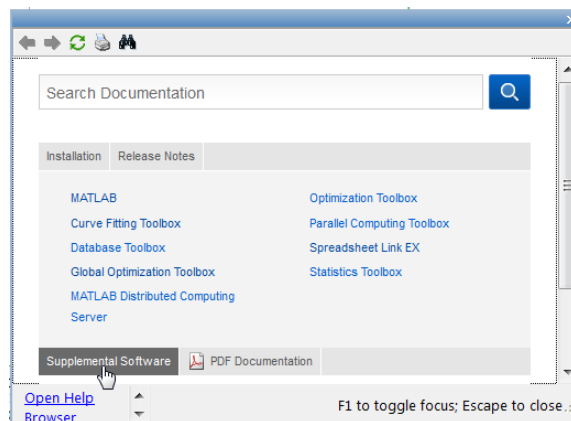 Search Documentation
Installation Release Notes
MATLAB
Curve Fitting Toolbox
Database Toolbox
Global Optimization Toolbox
MATLAB Distributed Computing
Server
Optimization Toolbox
Parallel Computing Toolbox
Spreadsheet Link EX
Statistics Toolbox
Supplemental Software PDF Documentation
Open Help
Browser
F1 to toggle focus; Escape to close.